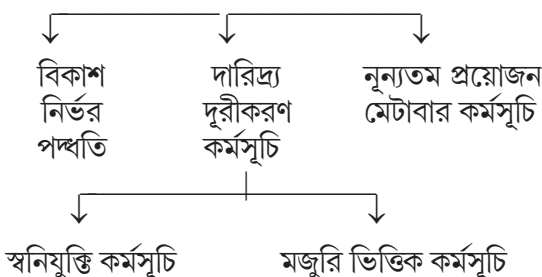 বিকাশ নির্ভর পদ্ধতি
দারিদ্র্য দূরীকরণ কর্মসূচি
নূন্যতম প্রয়োজন মেটাবার কর্মসূচি
স্বনিযুক্তি কর্মসূচি
মজুরি ভিত্তিক কর্মসূচি